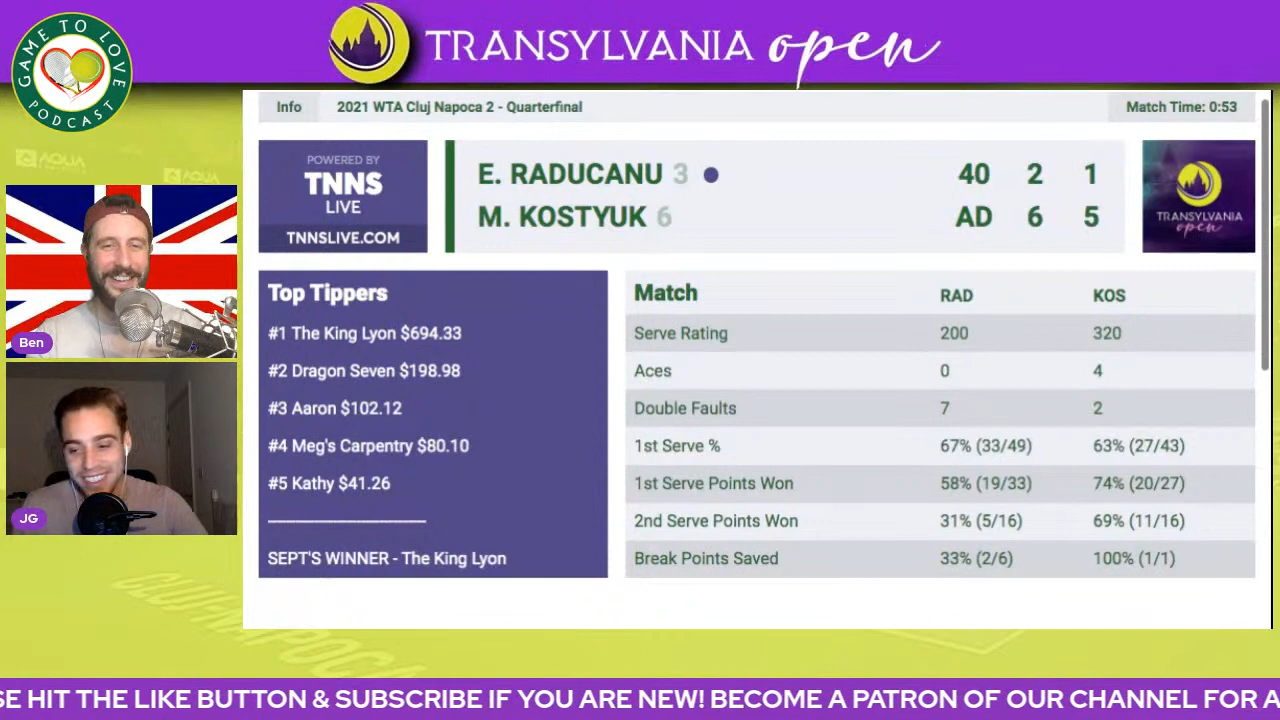 GAME TO LOVE
PODCAST
TRANSYLVANIA open
Info 2021 WTA Cluj Napoca 2 - Quarterfinal Match Time: 0:53
POWERED BY
TNNS
LIVE
TNNSLIVE.COM
E. RADUCANU 3 40 2 1
M. KOSTYUK 6 AD 6 5
TRANSYLVANIA
open
Top Tippers
#1 The King Lyon $694.33
#2 Dragon Seven $198.98
#3 Aaron $102.12
#4 Meg's Carpentry $80.10
#5 Kathy $41.26
SEPT'S WINNER - The King Lyon
Match RAD KOS
Serve Rating 200 320
Aces 0 4
Double Faults 7 2
1st Serve % 67% (33/49) 63% (27/43)
1st Serve Points Won 58% (19/33) 74% (20/27)
2nd Serve Points Won 31% (5/16) 69% (11/16)
Break Points Saved 33% (2/6) 100% (1/1)
Ben
JG
AQUA
AQUA
CLUJ-NAPOCA
SE HIT THE LIKE BUTTON & SUBSCRIBE IF YOU ARE NEW! BECOME A PATRON OF OUR CHANNEL FOR A